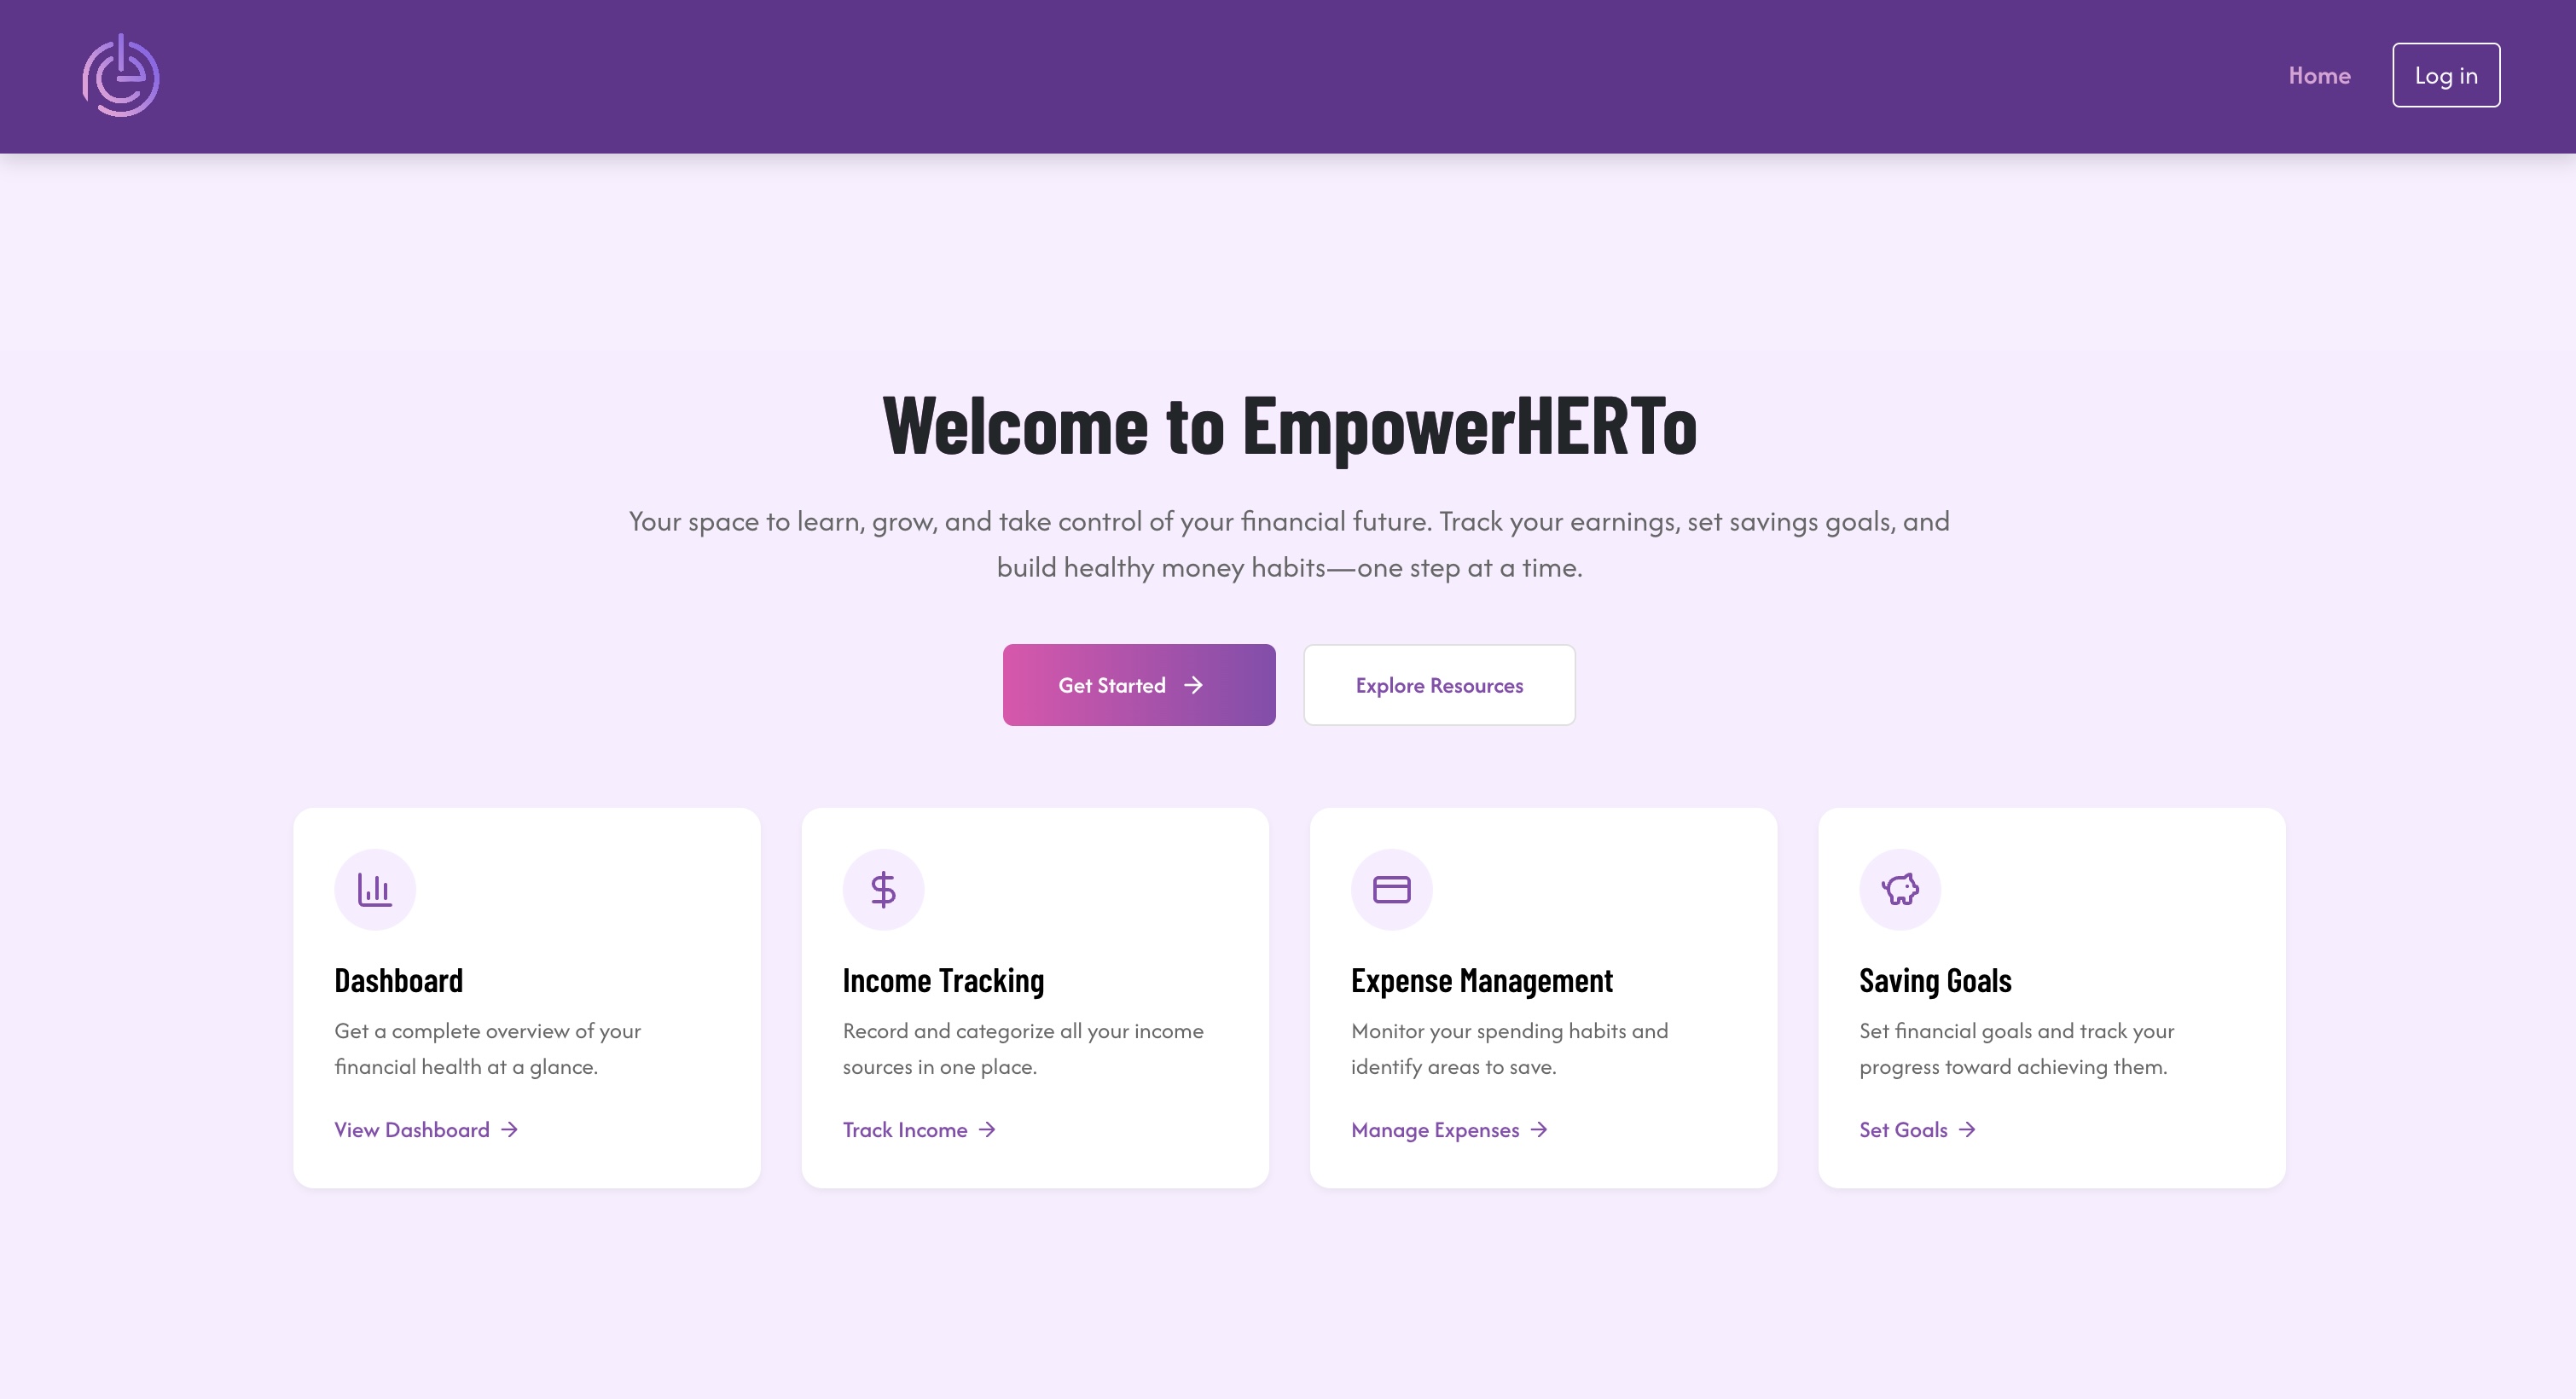 Home
Log in
Welcome to EmpowerHERTo
Your space to learn, grow, and take control of your financial future. Track your earnings, set savings goals, and
build healthy money habits—one step at a time.
Get Started
Explore Resources
Dashboard
Get a complete overview of your
financial health at a glance.
View Dashboard
Income Tracking
Record and categorize all your income
sources in one place.
Track Income
Expense Management
Monitor your spending habits and
identify areas to save.
Manage Expenses
Saving Goals
Set financial goals and track your
progress toward achieving them.
Set Goals